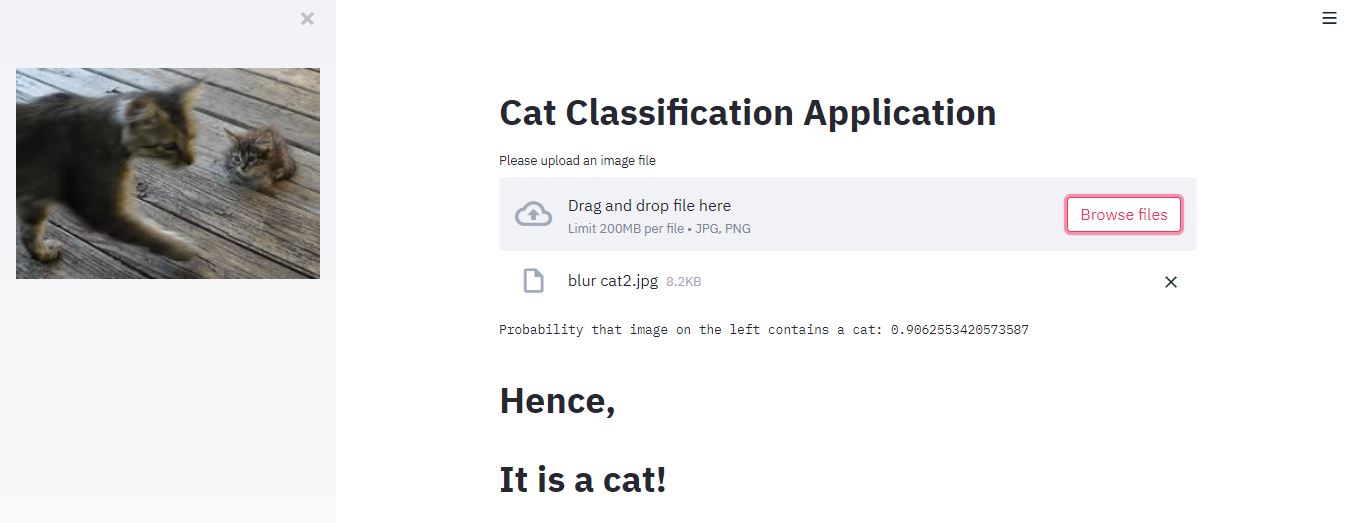 Cat Classification Application
Please upload an image file
Drag and drop file here
Limit 200MB per file • JPG, PNG
Browse files
blur cat2.jpg 8.2KB
Probability that image on the left contains a cat: 0.9062553420573587
Hence,
It is a cat!